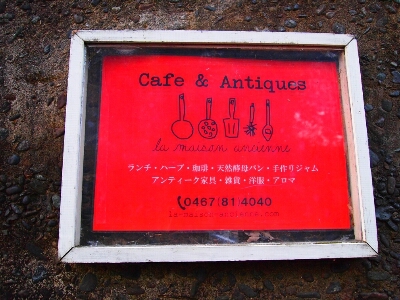 Cafe & Antiques
la maison ancienne
ランチ・ハーブ・珈琲・天然酵母パン・手作りジャム
アンティーク家具・雑貨・洋服・アロマ
0467(81)4040